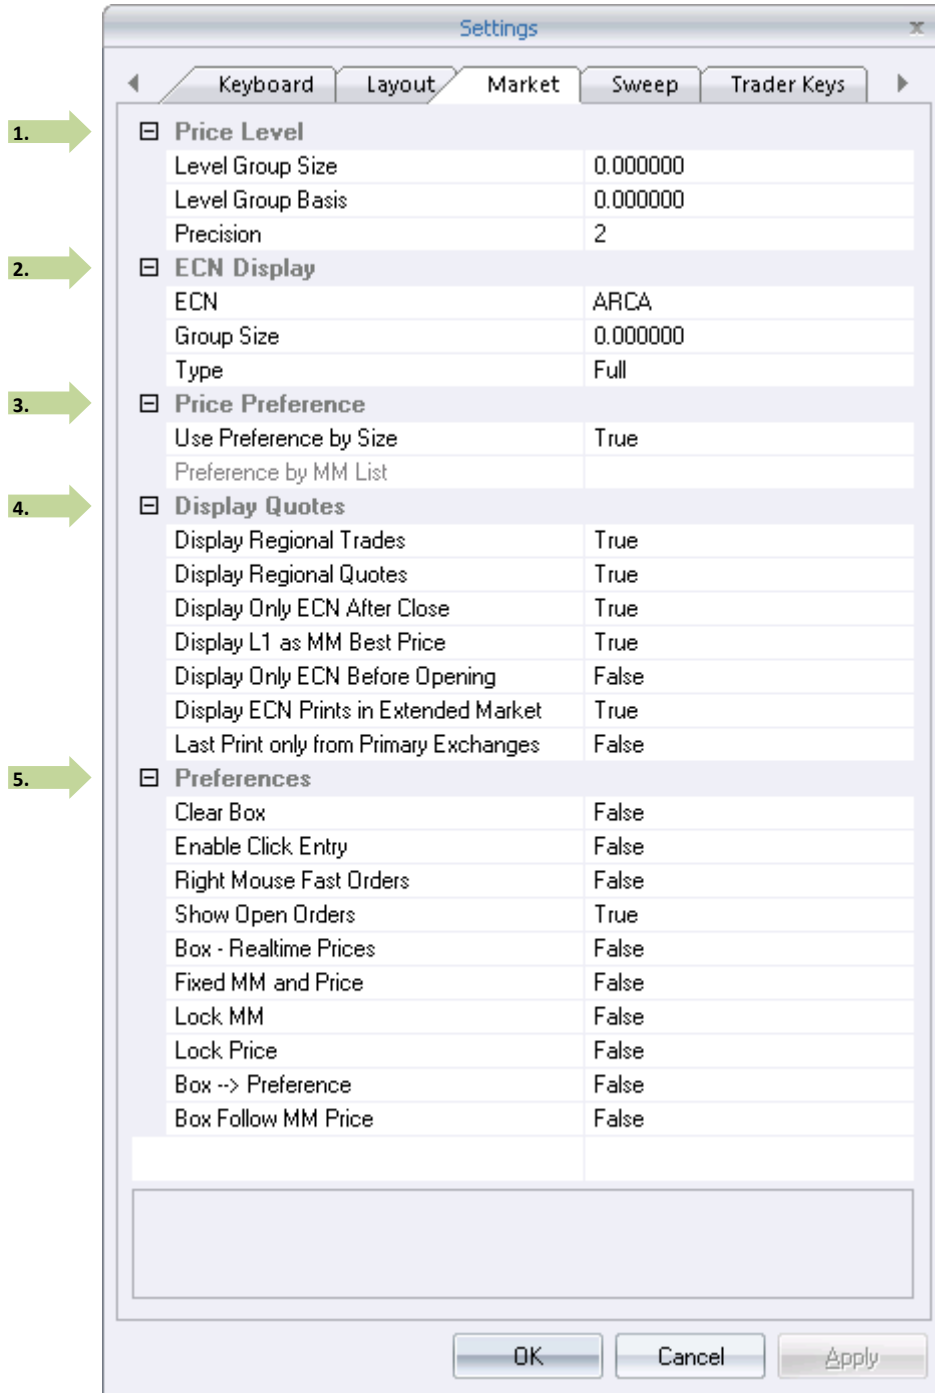 Settings x
Keyboard Layout Market Sweep Trader Keys
1. Price Level
Level Group Size 0.000000
Level Group Basis 0.000000
Precision 2
2. ECN Display
ECN ARCA
Group Size 0.000000
Type Full
3. Price Preference
Use Preference by Size True
Preference by MM List
4. Display Quotes
Display Regional Trades True
Display Regional Quotes True
Display Only ECN After Close True
Display L1 as MM Best Price True
Display Only ECN Before Opening False
Display ECN Prints in Extended Market True
Last Print only from Primary Exchanges False
5. Preferences
Clear Box False
Enable Click Entry False
Right Mouse Fast Orders False
Show Open Orders True
Box - Realtime Prices False
Fixed MM and Price False
Lock MM False
Lock Price False
Box --> Preference False
Box Follow MM Price False
OK Cancel Apply